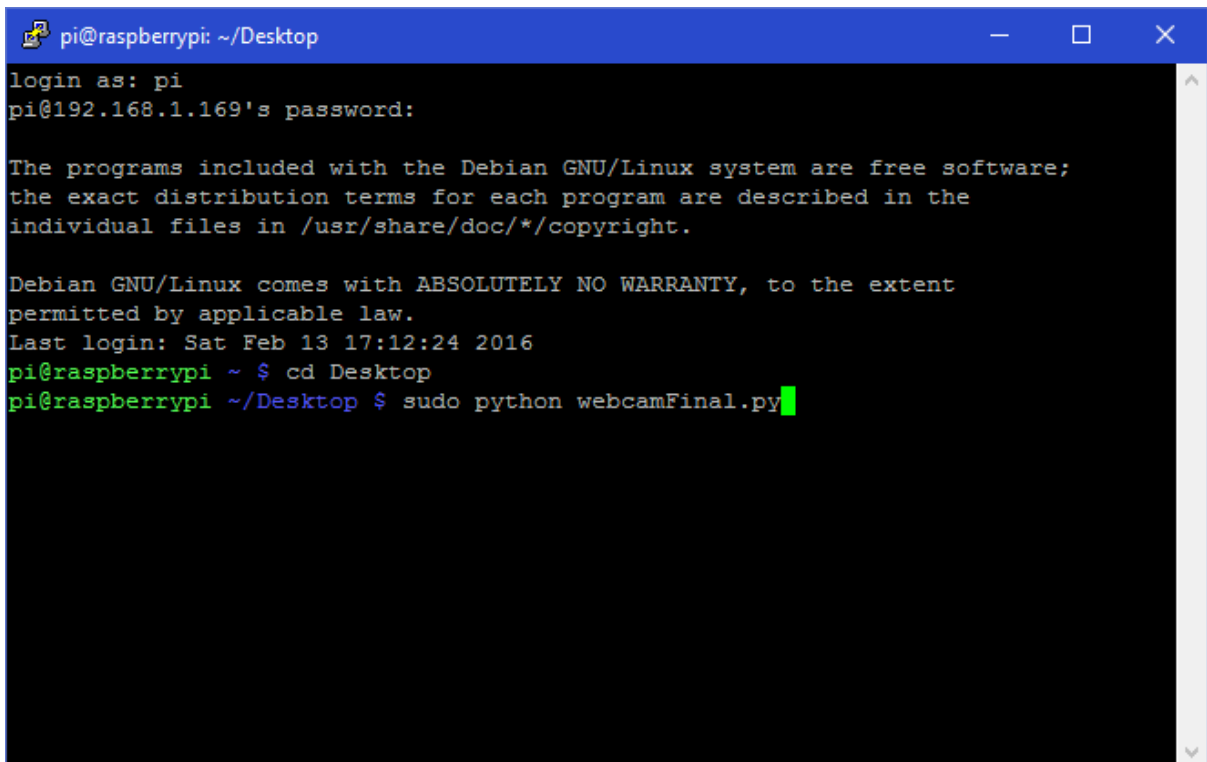 pi@raspberrypi: ~/Desktop
login as: pi
pi@192.168.1.169's password:
The programs included with the Debian GNU/Linux system are free software;
the exact distribution terms for each program are described in the
individual files in /usr/share/doc/*/copyright.
Debian GNU/Linux comes with ABSOLUTELY NO WARRANTY, to the extent
permitted by applicable law.
Last login: Sat Feb 13 17:12:24 2016
pi@raspberrypi ~ $ cd Desktop
pi@raspberrypi ~/Desktop $ sudo python webcamFinal.py